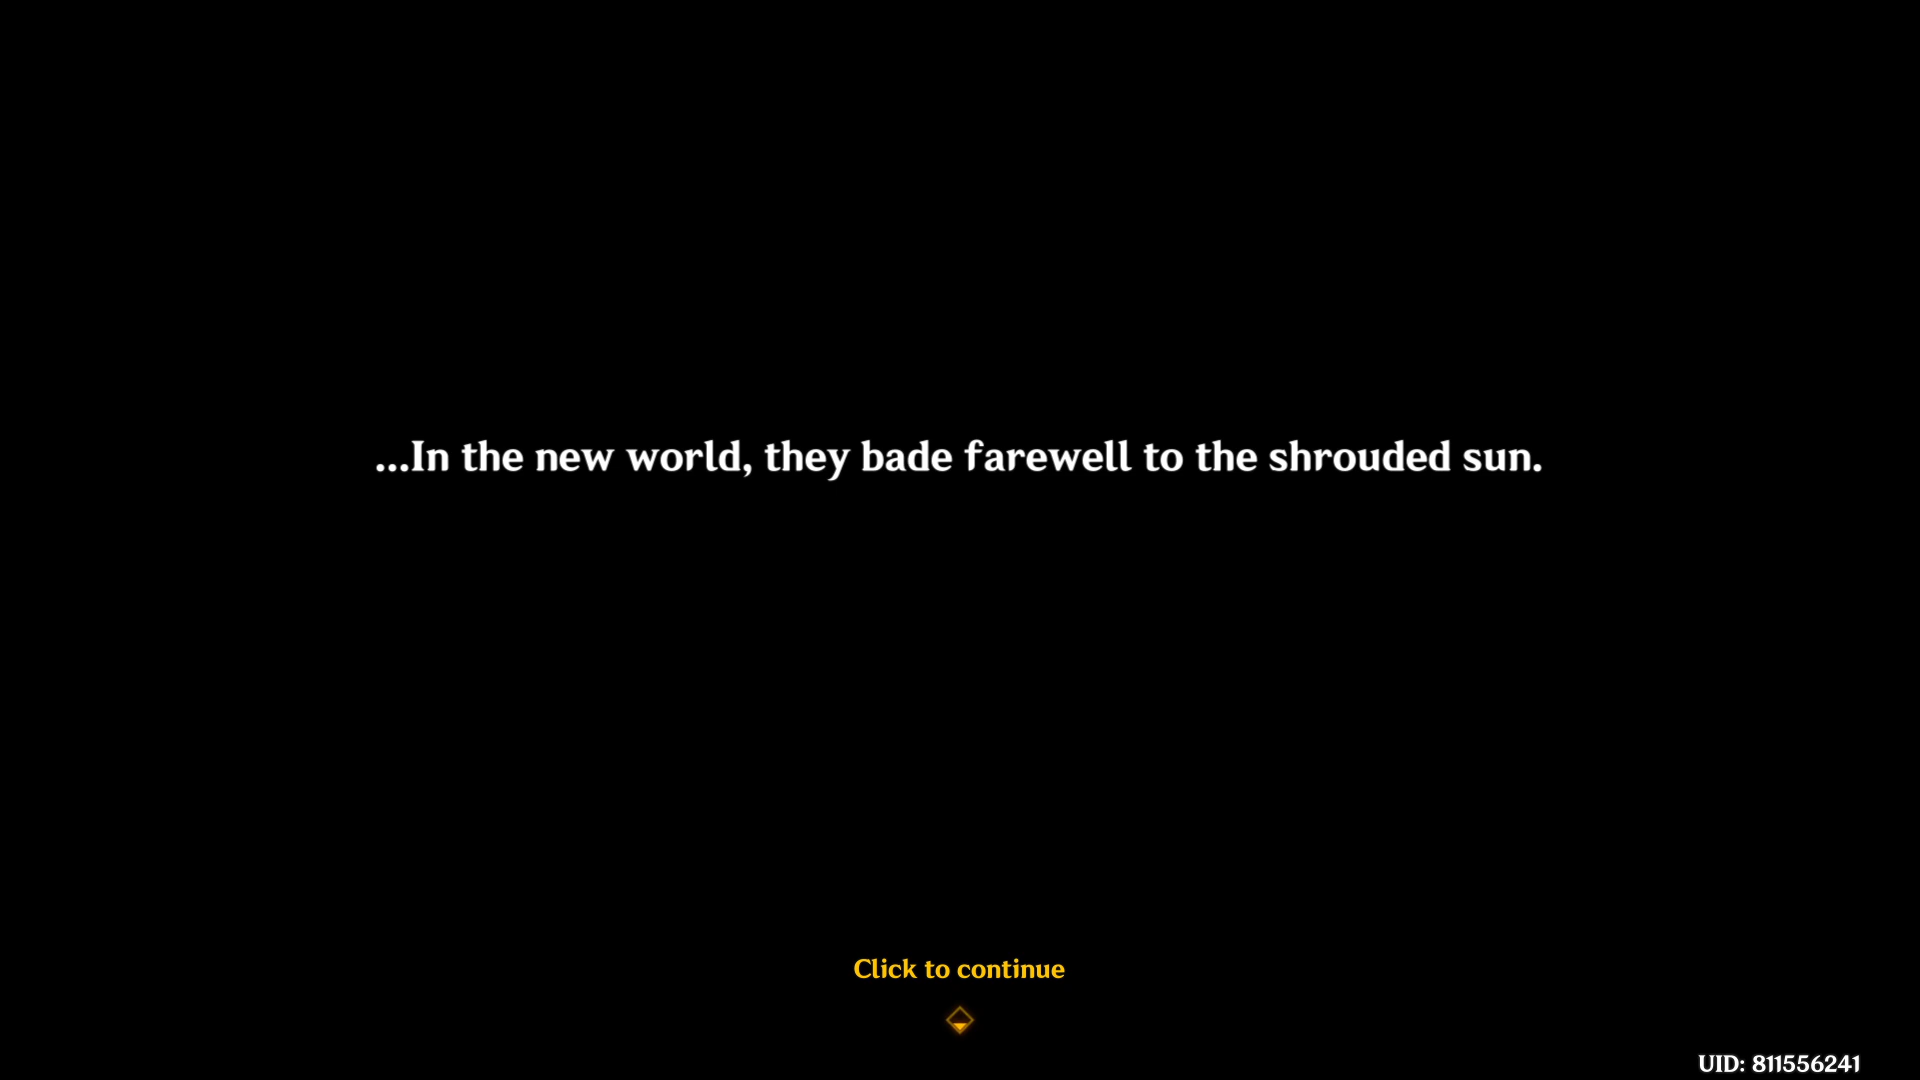 ...In the new world, they bade farewell to the shrouded sun.
Click to continue
UID: 811556241